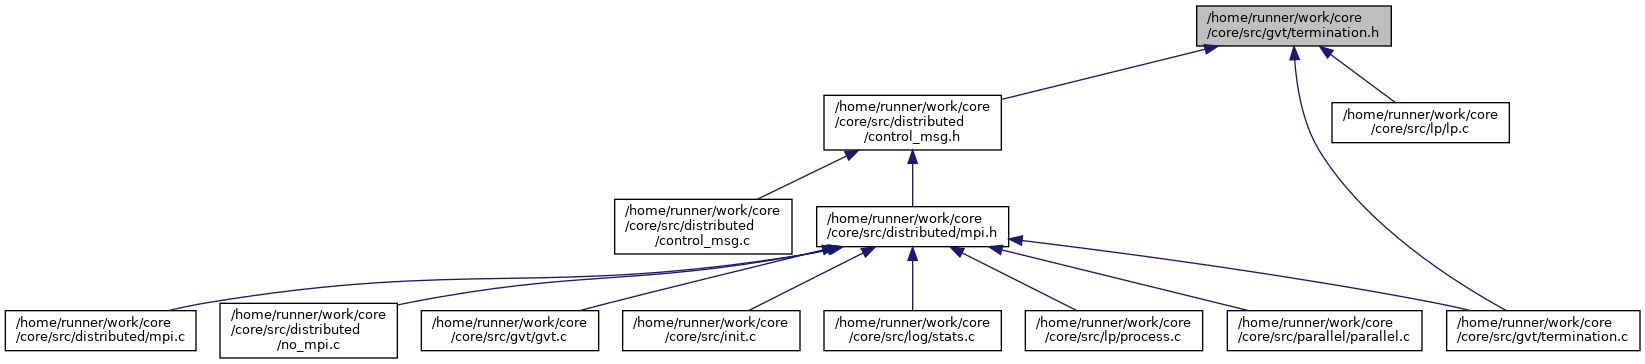 /home/runner/work/core
/core/src/gvt/termination.h
/home/runner/work/core
/core/src/distributed
/control_msg.h
/home/runner/work/core
/core/src/lp/lp.c
/home/runner/work/core
/core/src/distributed
/control_msg.c
/home/runner/work/core
/core/src/distributed/mpi.h
/home/runner/work/core
/core/src/distributed/mpi.c
/home/runner/work/core
/core/src/distributed
/no_mpi.c
/home/runner/work/core
/core/src/gvt/gvt.c
/home/runner/work/core
/core/src/init.c
/home/runner/work/core
/core/src/log/stats.c
/home/runner/work/core
/core/src/lp/process.c
/home/runner/work/core
/core/src/parallel/parallel.c
/home/runner/work/core
/core/src/gvt/termination.c